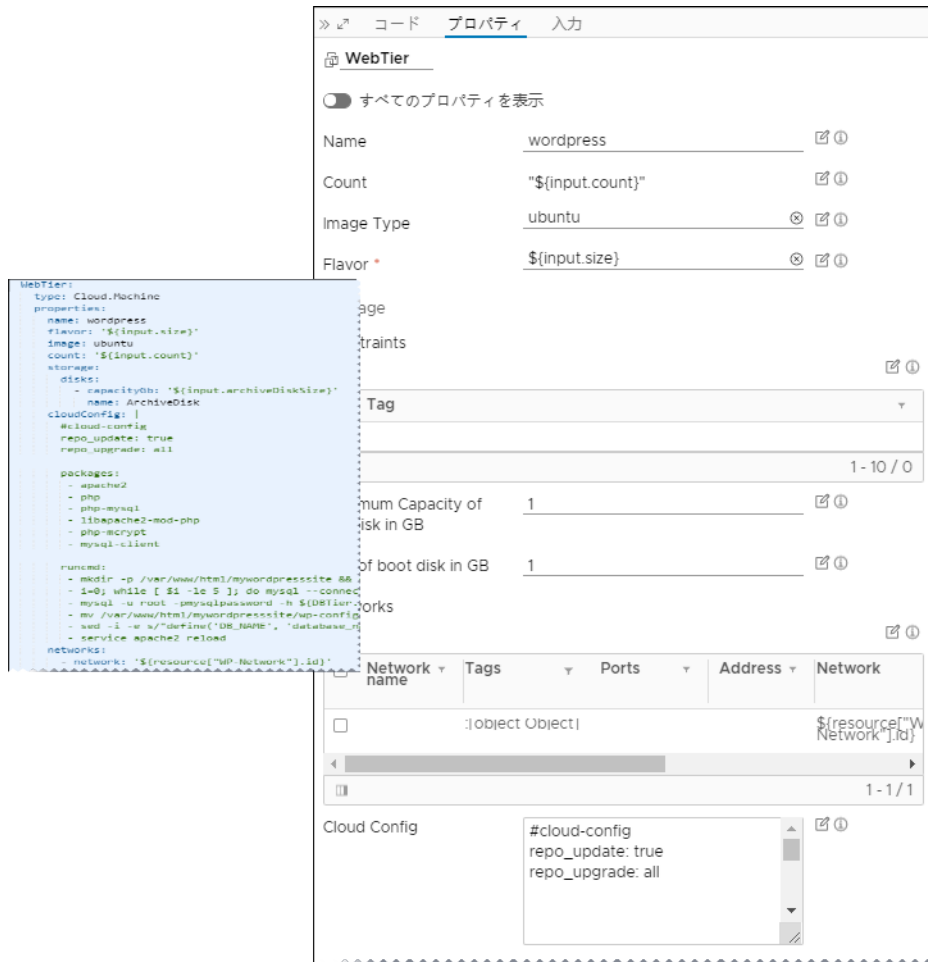 コード プロパティ 入力
WebTier
すべてのプロパティを表示
Name wordpress
Count "${input.count}"
Image Type ubuntu
Flavor * ${input.size}
WebTier:
type: Cloud.Machine
properties:
name: wordpress
flavor: '${input.size}'
image: ubuntu
count: '${input.count}'
storage:
disks:
- capacityGb: '${input.archiveDiskSize}'
name: ArchiveDisk
cloudConfig: |
#cloud-config
repo_update: true
repo_upgrade: all
packages:
- apache2
- php
- php-mysql
- libapache2-mod-php
- php-mcrypt
- mysql-client
runcmd:
- mkdir -p /var/www/html/mywordpresssite &&
- i=0; while [ $i -le 5 ]; do mysql --connec
- mysql -u root -pmysqlpassword -h ${DBTier.
- mv /var/www/html/mywordpresssite/wp-config
- sed -i -e s/"define('DB_NAME', 'database_n
- service apache2 reload
networks:
- network: '${resource["WP-Network"].id}'
age
traints
Tag
1 - 10 / 0
mum Capacity of
isk in GB
1
of boot disk in GB 1
orks
Network name Tags Ports Address Network
:[object Object] ${resource["W
Network"].id}
1 - 1 / 1
Cloud Config
#cloud-config
repo_update: true
repo_upgrade: all